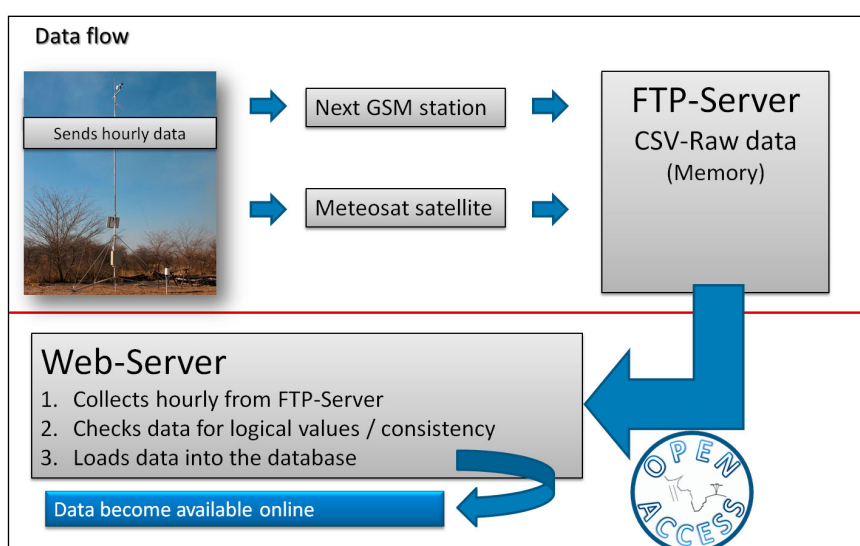 Data flow
Sends hourly data
Next GSM station
Meteosat satellite
FTP-Server
CSV-Raw data
(Memory)
Web-Server
1. Collects hourly from FTP-Server
2. Checks data for logical values / consistency
3. Loads data into the database
Data become available online
OPEN
ACCESS